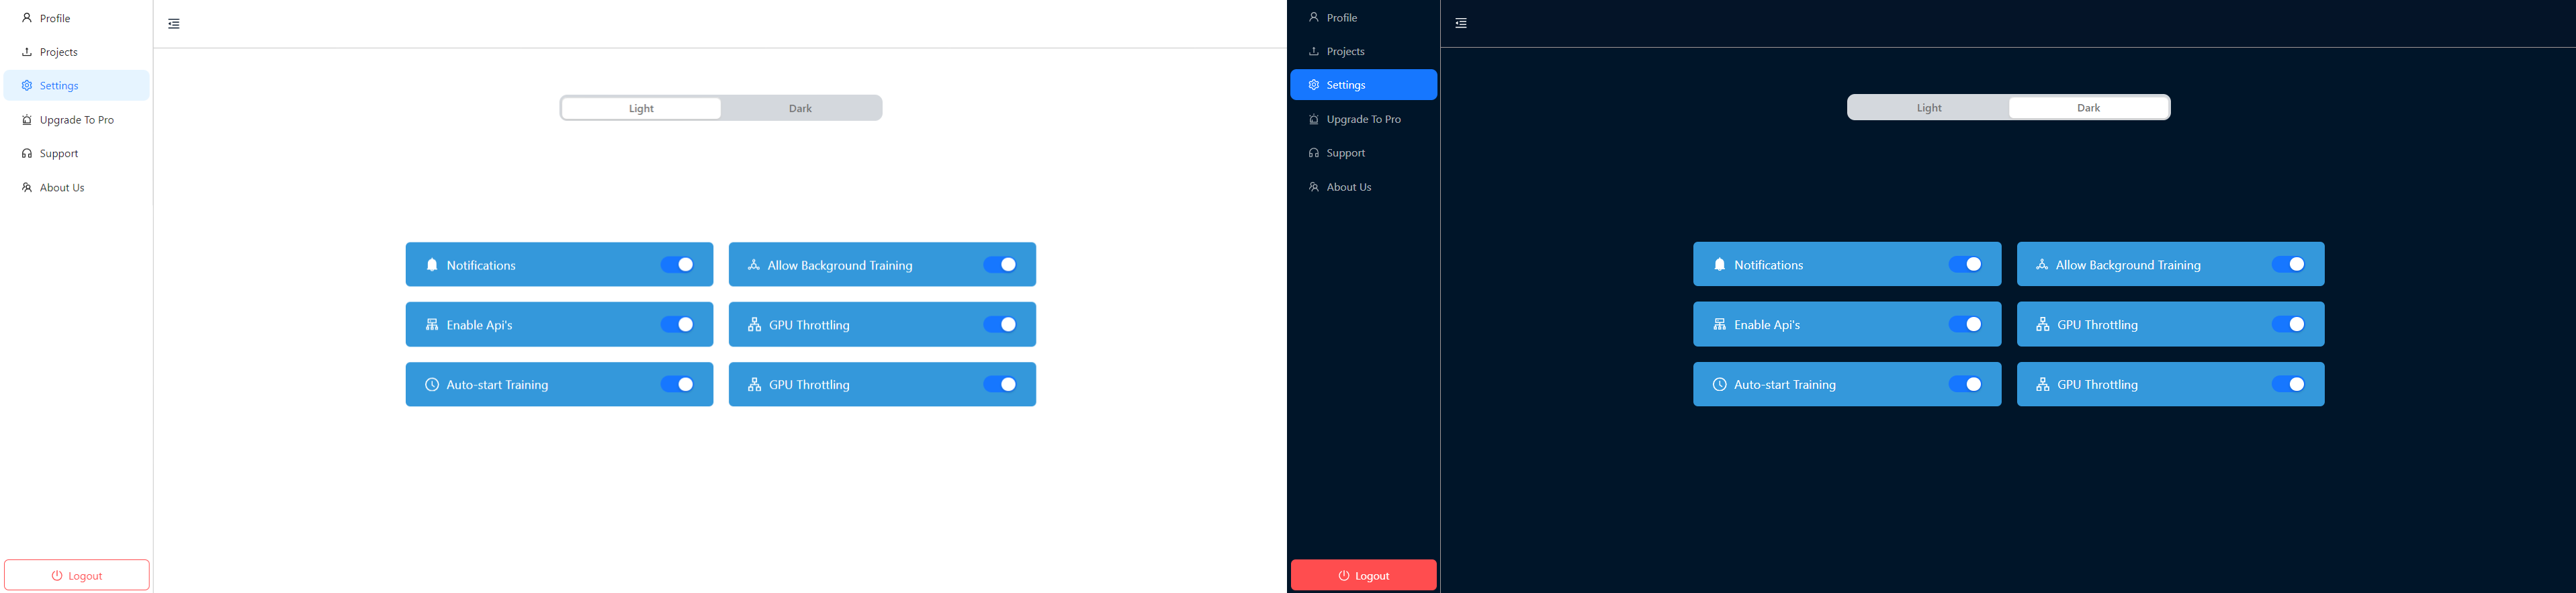 Profile
Projects
Settings
Upgrade To Pro
Support
About Us
Logout
Light Dark
Notifications
Allow Background Training
Enable Api's
GPU Throttling
Auto-start Training
GPU Throttling
Profile
Projects
Settings
Upgrade To Pro
Support
About Us
Logout
Light Dark
Notifications
Allow Background Training
Enable Api's
GPU Throttling
Auto-start Training
GPU Throttling